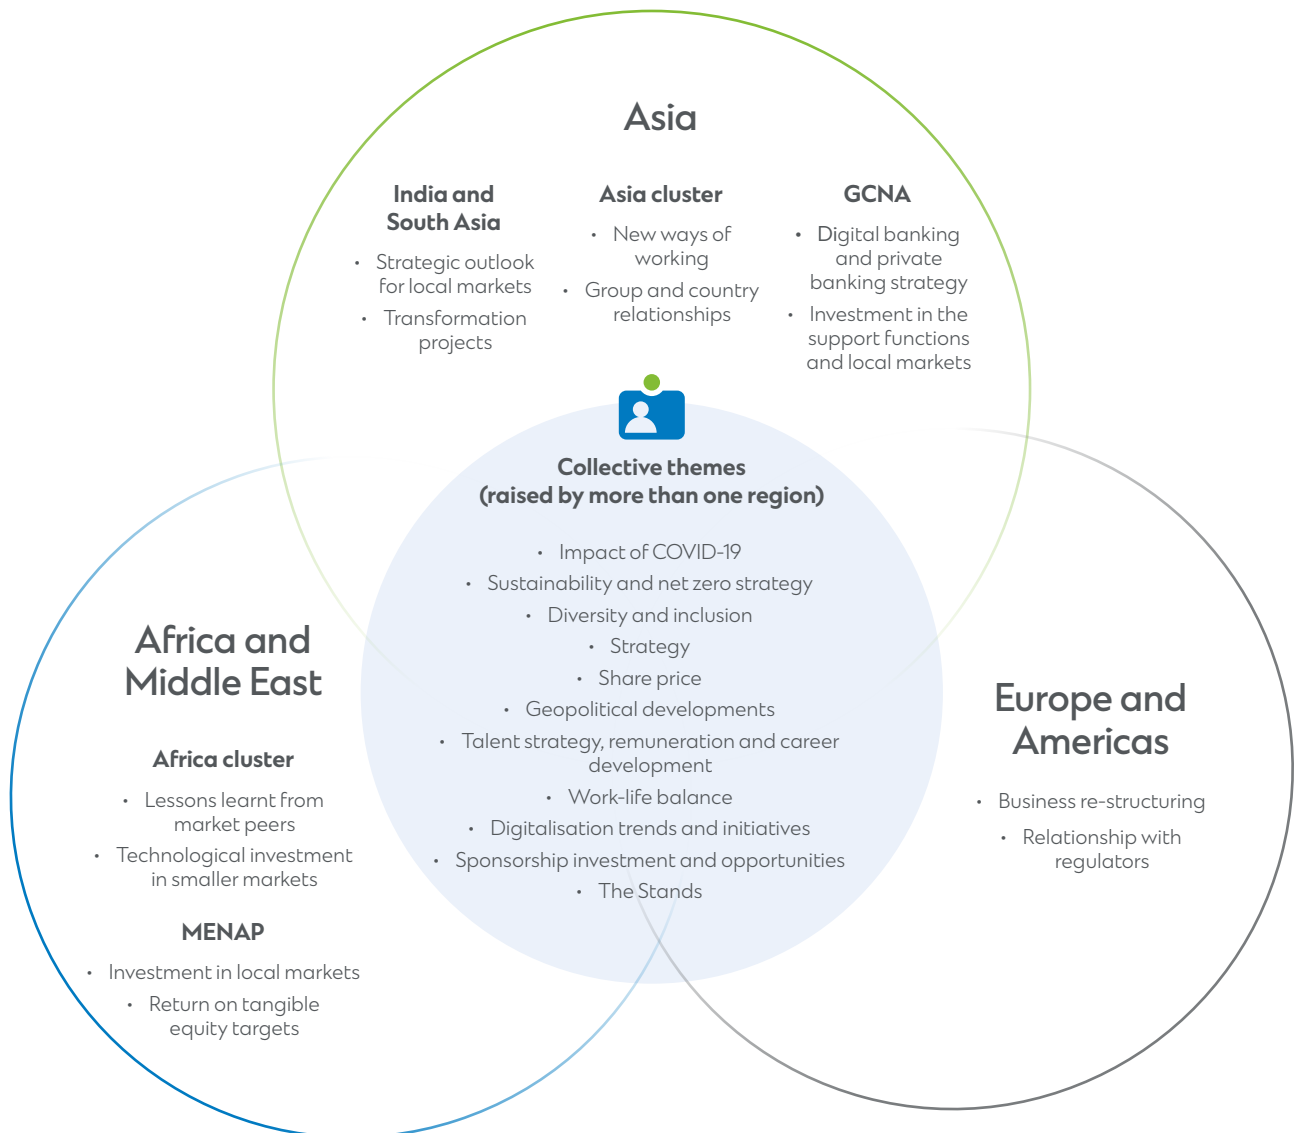 Asia
India and
South Asia
• Strategic outlook
for local markets
• Transformation
projects
Asia cluster
• New ways of
working
• Group and country
relationships
GCNA
• Digital banking
and private
banking strategy
• Investment in the
support functions
and local markets
Collective themes
(raised by more than one region)
• Impact of COVID-19
• Sustainability and net zero strategy
• Diversity and inclusion
• Strategy
• Share price
• Geopolitical developments
• Talent strategy, remuneration and career
development
• Work-life balance
• Digitalisation trends and initiatives
• Sponsorship investment and opportunities
• The Stands
Africa and
Middle East
Africa cluster
• Lessons learnt from
market peers
• Technological investment
in smaller markets
MENAP
• Investment in local markets
• Return on tangible
equity targets
Europe and
Americas
• Business re-structuring
• Relationship with
regulators